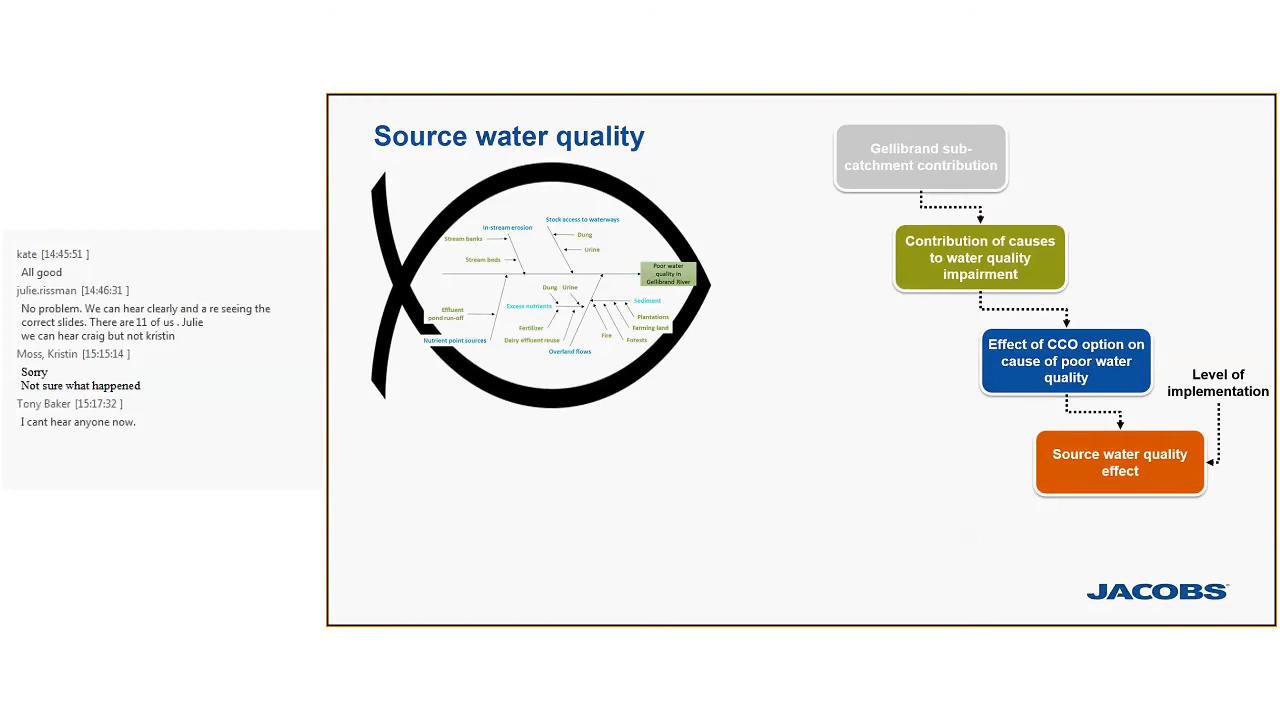 kate [14:45:51 ]
All good
julie.rissman [14:46:31 ]
No problem. We can hear clearly and a re seeing the
correct slides. There are 11 of us . Julie
we can hear craig but not kristin
Moss, Kristin [15:15:14 ]
Sorry
Not sure what happened
Tony Baker [15:17:32 ]
I cant hear anyone now.
Source water quality
In-stream erosion
Stream banks
Stream beds
Stock access to waterways
Dung
Urine
Poor water
quality in
Gellibrand River
Effluent
pond run-off
Nutrient point sources
Dung
Urine
Excess nutrients
Fertilizer
Dairy effluent reuse
Overland flows
Sediment
Plantations
Farming land
Forests
Fire
Gellibrand sub-
catchment contribution
Contribution of causes
to water quality
impairment
Effect of CCO option on
cause of poor water
quality
Level of
implementation
Source water quality
effect
JACOBS